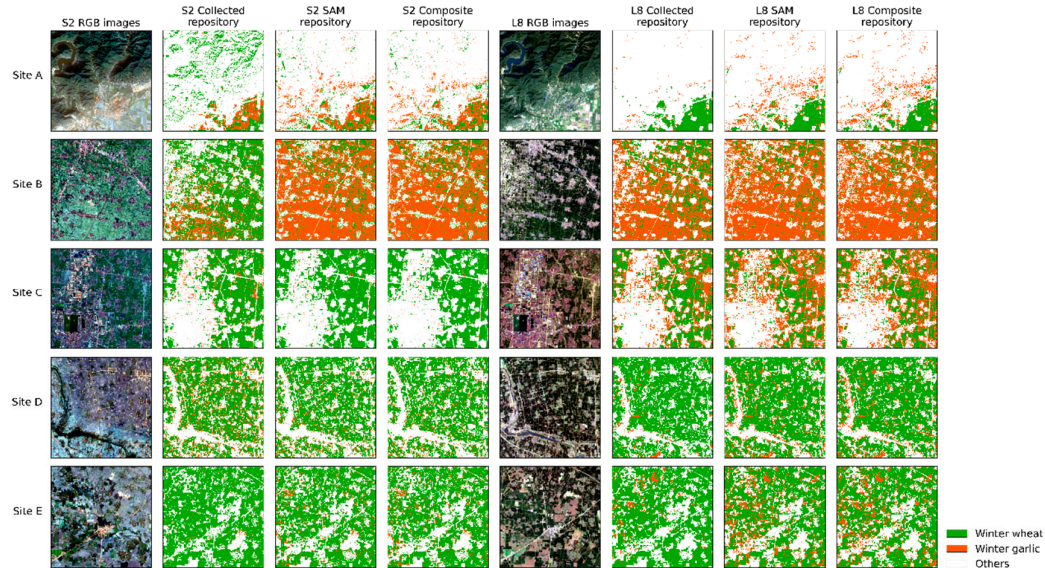 S2 RGB images
S2 Collected
repository
S2 SAM
repository
S2 Composite
repository
L8 RGB images
L8 Collected
repository
L8 SAM
repository
L8 Composite
repository
Site A
Site B
Site C
Site D
Site E
Winter wheat
Winter garlic
Others